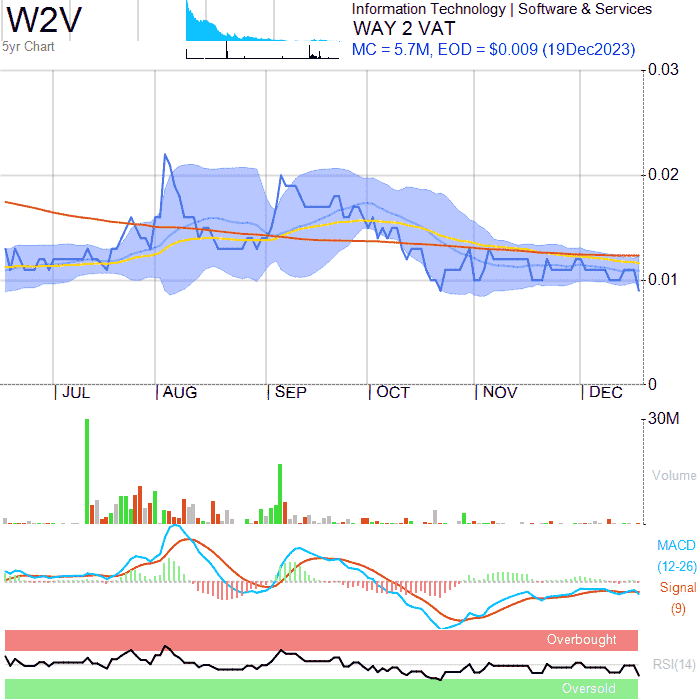 W2V
5yr Chart
Information Technology | Software & Services
WAY 2 VAT
MC = 5.7M, EOD = $0.009 (19Dec2023)
0.03
0.02
0.01
0
JUL AUG SEP OCT NOV DEC
30M
Volume
MACD
(12-26)
Signal
(9)
Overbought
RSI(14)
Oversold